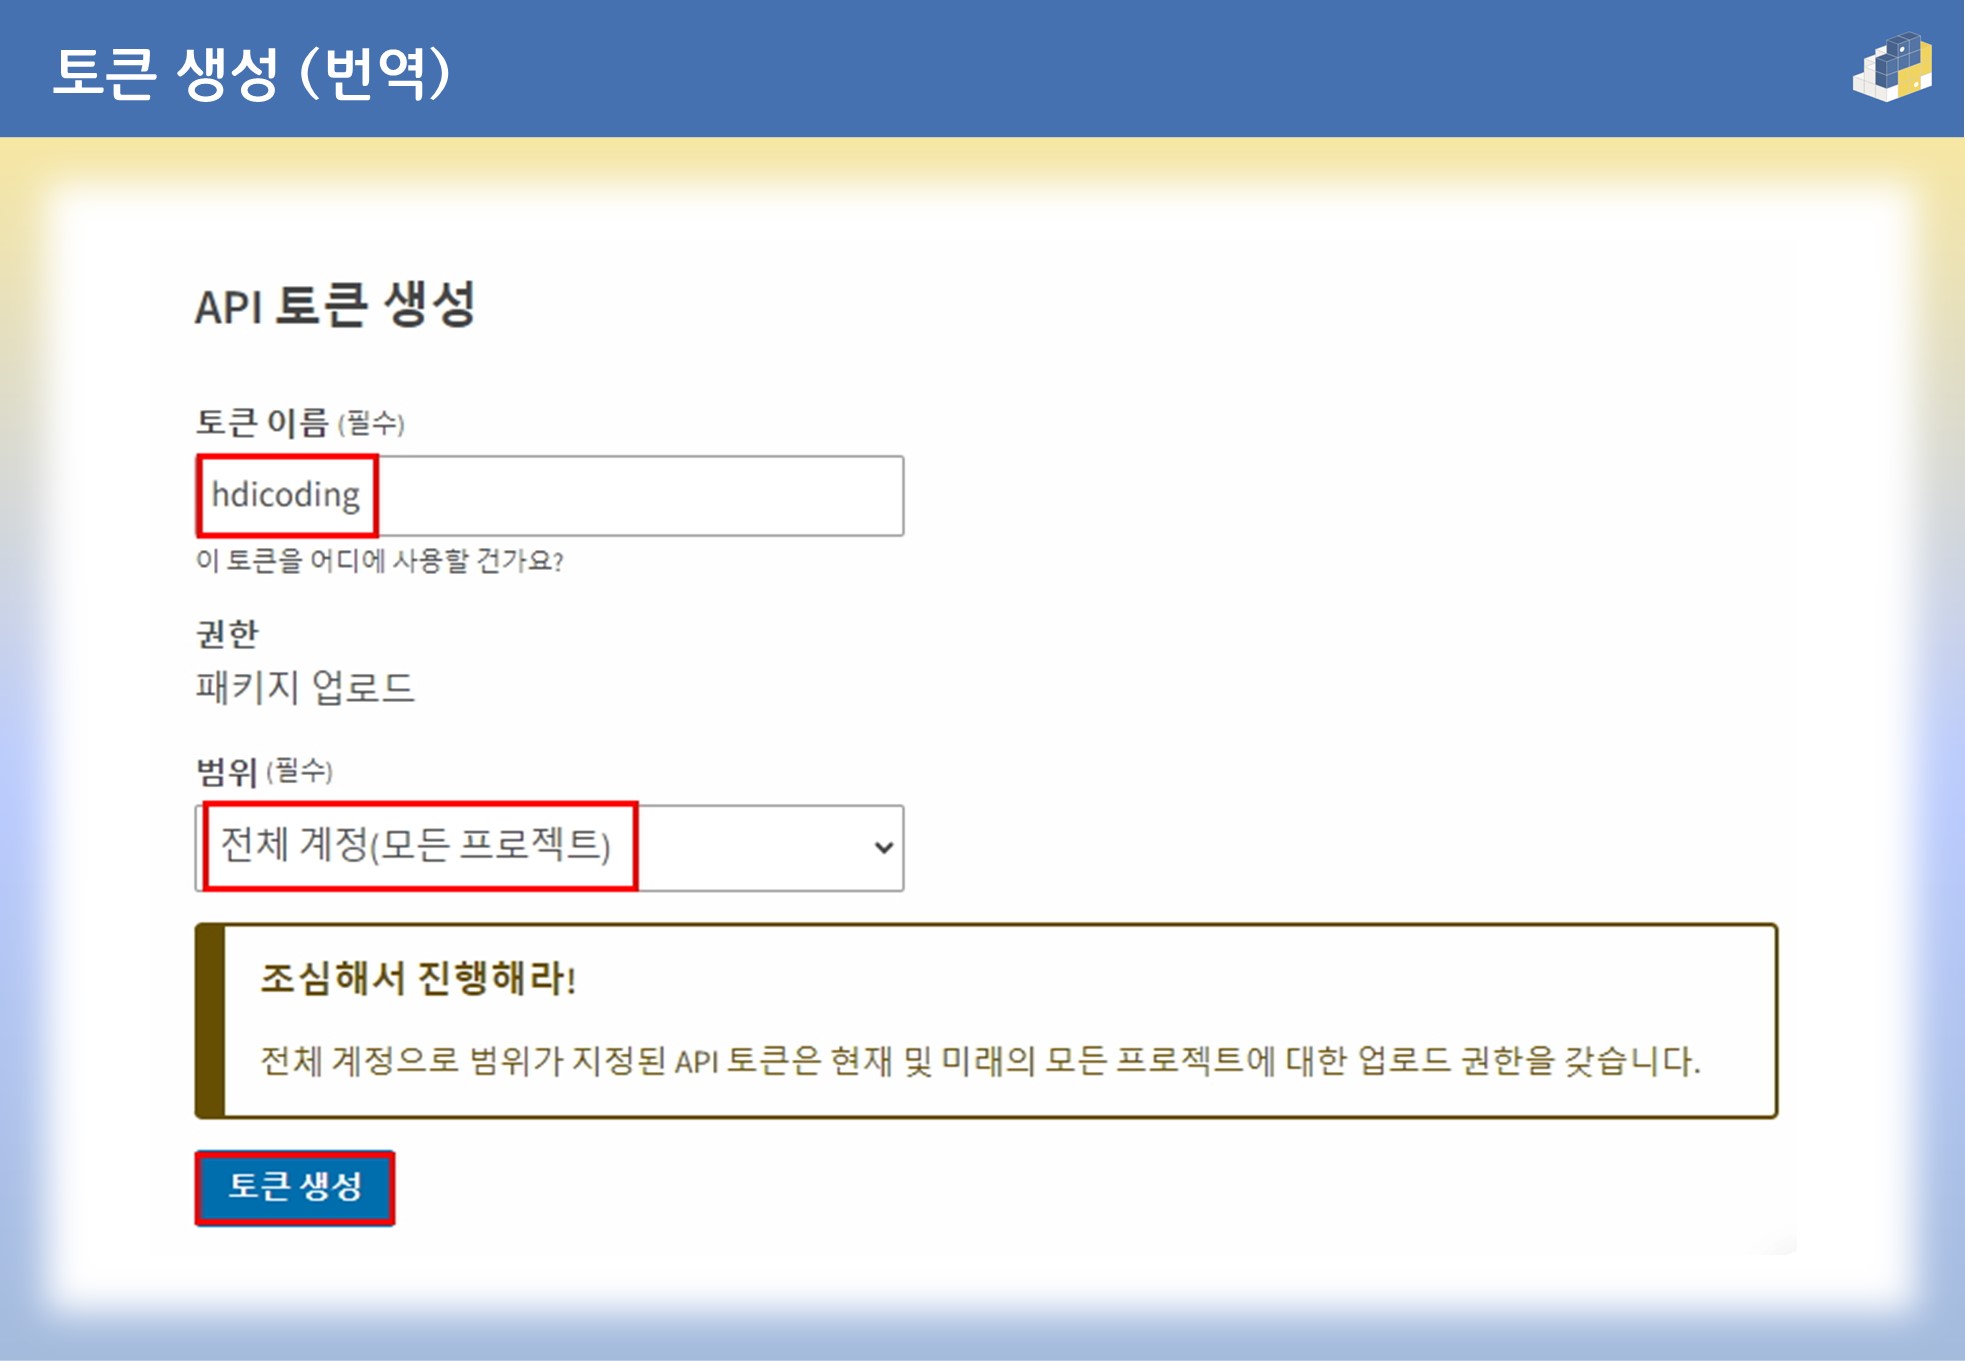 토큰 생성 (번역)
API 토큰 생성
토큰 이름 (필수)
hdicoding
이 토큰을 어디에 사용할 건가요?
권한
패키지 업로드
범위 (필수)
전체 계정(모든 프로젝트)
조심해서 진행해라!
전체 계정으로 범위가 지정된 API 토큰은 현재 및 미래의 모든 프로젝트에 대한 업로드 권한을 갖습니다.
토큰 생성